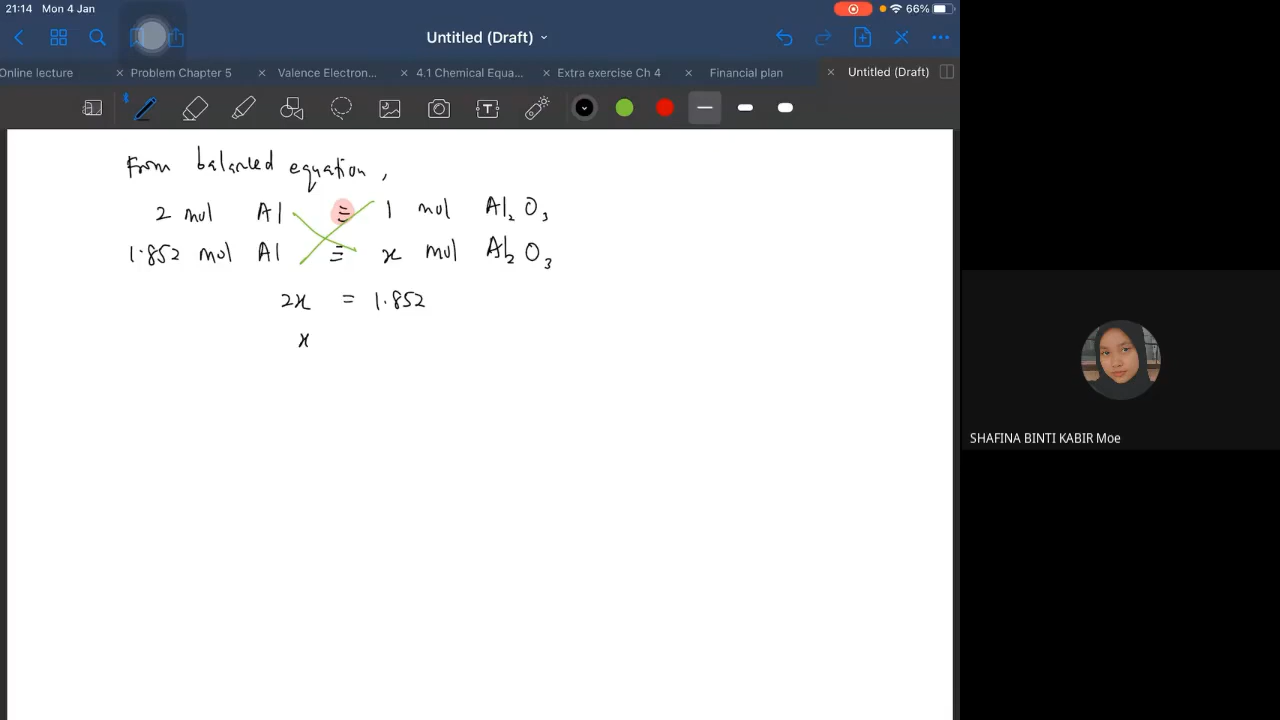 21:14 Mon 4 Jan
66%
Untitled (Draft)
Online lecture
Problem Chapter 5
Valence Electron...
4.1 Chemical Equa...
Extra exercise Ch 4
Financial plan
Untitled (Draft)
From balanced equation,
2 mol Al ≡ 1 mol Al₂O₃
1.852 mol Al ≡ x mol Al₂O₃
2x = 1.852
x
SHAFINA BINTI KABIR Moe